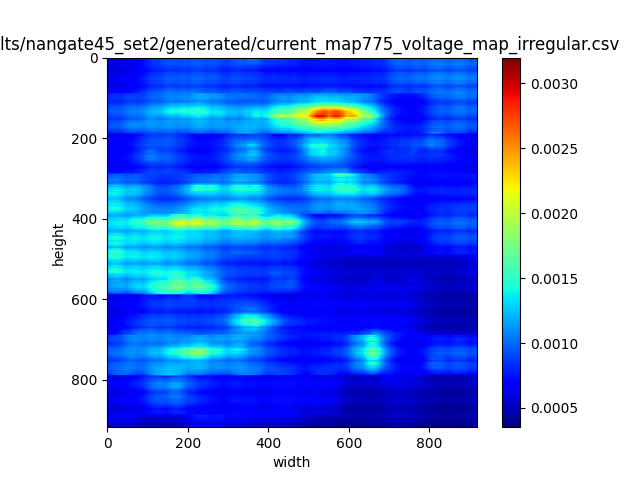 lts/nangate45_set2/generated/current_map775_voltage_map_irregular.csv
0
200
400
600
800
height
0 200 400 600 800
width
0.0030
0.0025
0.0020
0.0015
0.0010
0.0005